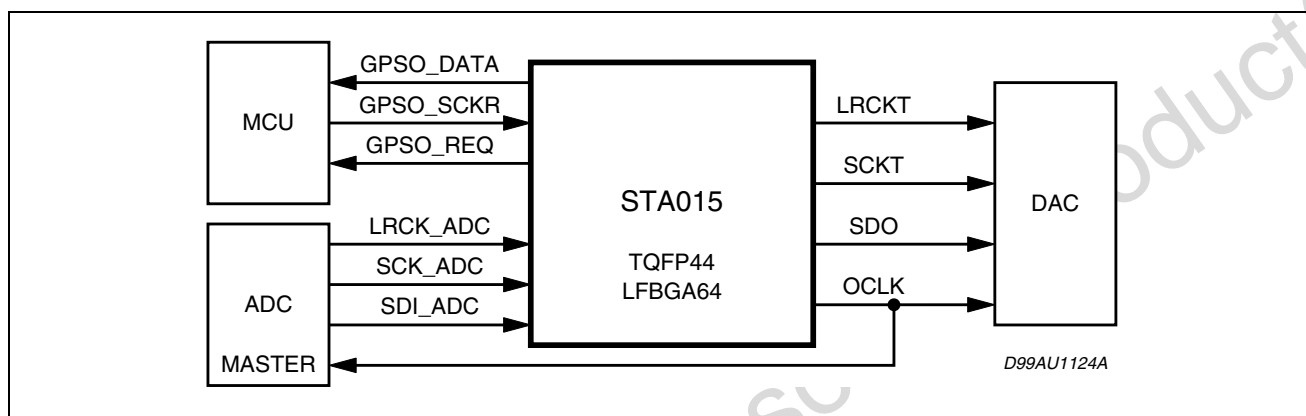 GPSO_DATA
GPSO_SCKR
GPSO_REQ
MCU
LRCK_ADC
SCK_ADC
SDI_ADC
ADC
MASTER
STA015
TQFP44
LFBGA64
LRCKT
SCKT
SDO
OCLK
DAC
D99AU1124A